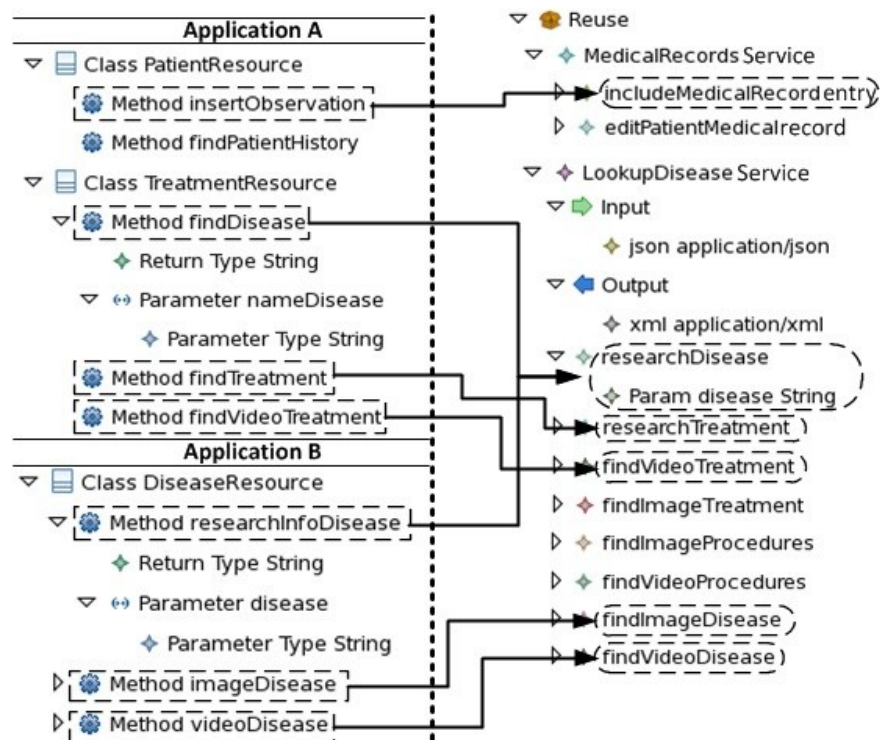 Application A
Class PatientResource
Method insertObservation
Method findPatientHistory
Class TreatmentResource
Method findDisease
Return Type String
Parameter nameDisease
Parameter Type String
Method findTreatment
Method findVideoTreatment
Application B
Class DiseaseResource
Method researchInfoDisease
Return Type String
Parameter disease
Parameter Type String
Method imageDisease
Method videoDisease
Reuse
MedicalRecords Service
includeMedicalRecordentry
editPatientMedicalrecord
LookupDisease Service
Input
json application/json
Output
xml application/xml
researchDisease
Param disease String
researchTreatment
findVideoTreatment
findImageTreatment
findImageProcedures
findVideoProcedures
findImageDisease
findVideoDisease